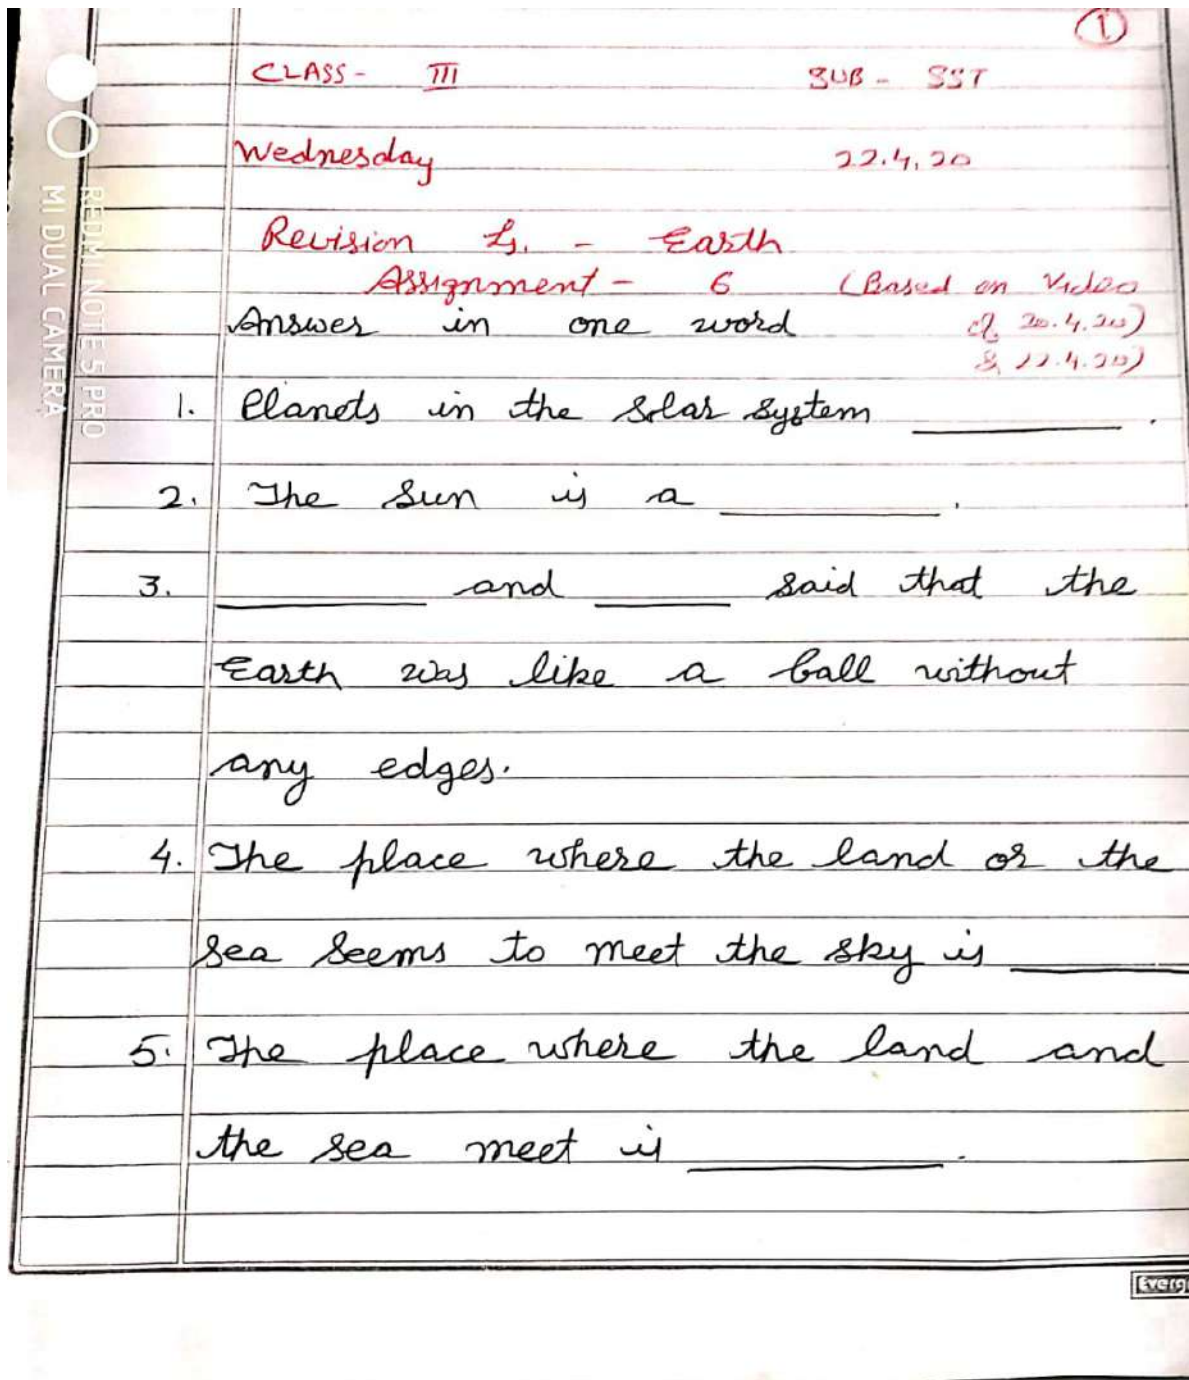 1
CLASS - III SUB - SST
Wednesday 22.4.20
Revision Ls. - Earth
Assignment - 6 (Based on Video
Answer in one word of 20.4.20)
& 22.4.20)
1. Planets in the solar system ________ .
2. The Sun is a ________ .
3. ________ and ________ said that the
Earth was like a ball without
any edges.
4. The place where the land or the
sea seems to meet the sky is ________
5. The place where the land and
the sea meet is ________ .
REDMI NOTE 5 PRO
MI DUAL CAMERA
Everg